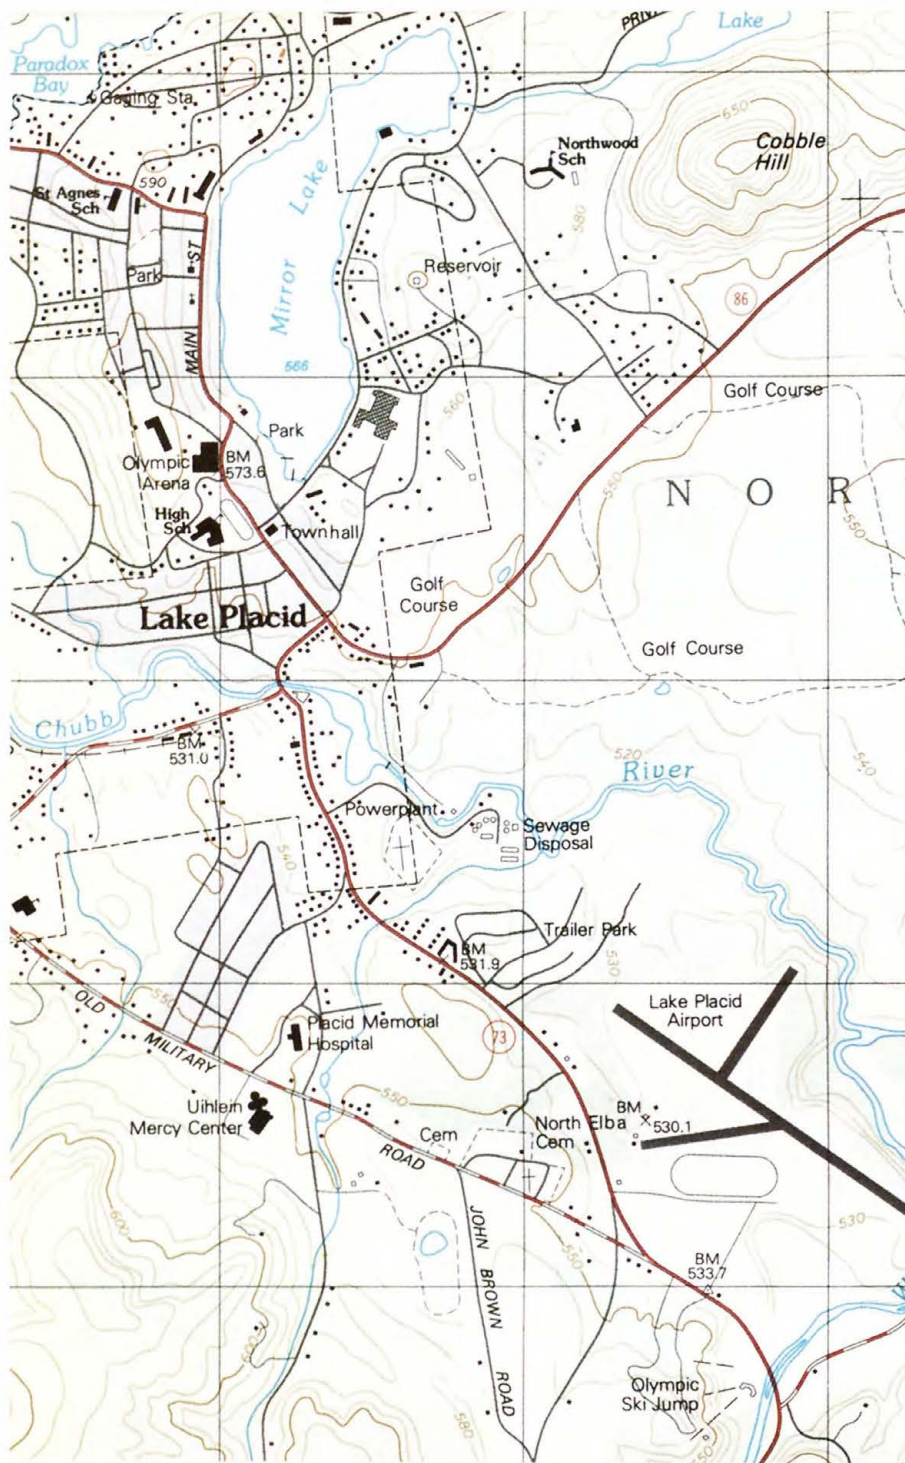 Paradox
Bay
Lake
Gaging Sta
650
Cobble
Hill
Northwood
Sch
590
St Agnes
Sch
580
Mirror Lake
MAIN ST
Park
Reservoir
86
566
Golf Course
560
Park
BM
573.6
Olympic
Arena
550
N O R
550
High
Sch
Townhall
Golf
Course
Lake Placid
Golf Course
Chubb
BM
531.0
520
River
540
Powerplant
Sewage
Disposal
540
Trailer Park
BM
531.9
530
550
OLD MILITARY ROAD
Placid Memorial
Hospital
73
Lake Placid
Airport
550
Uihlein
Mercy Center
BM
530.1
North Elba
Cem
Cem
600
JOHN BROWN ROAD
550
530
BM
533.7
600
580
Olympic
Ski Jump
550